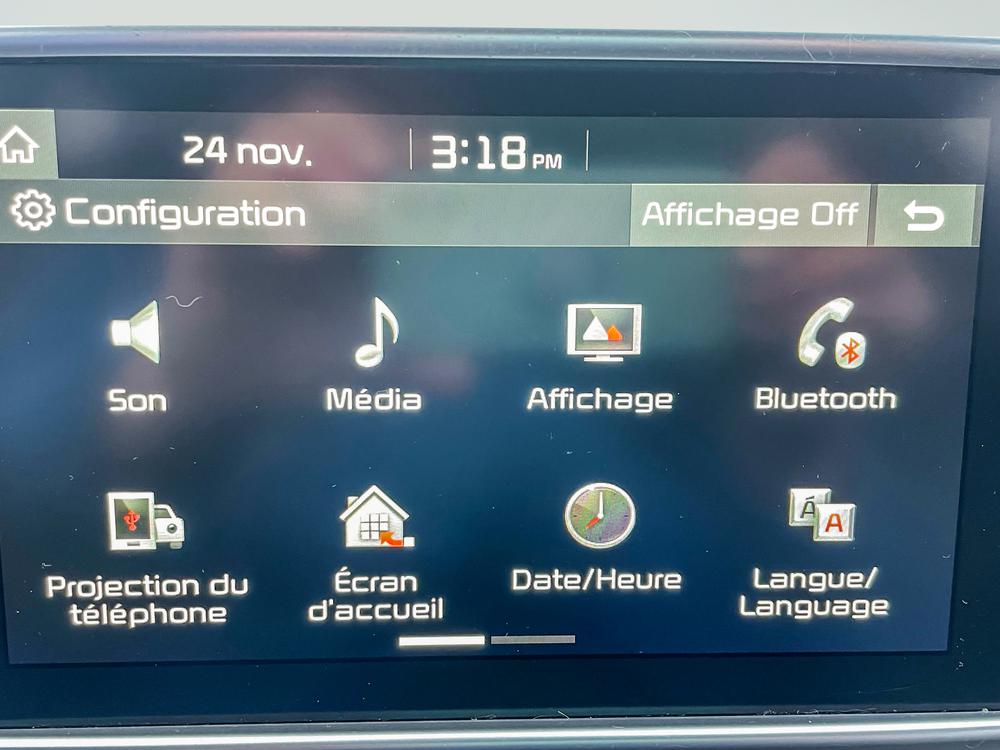 24 nov. 3:18 PM
Configuration Affichage Off
Son Média Affichage Bluetooth
Projection du
téléphone
Écran
d'accueil
Date/Heure
Langue/
Language